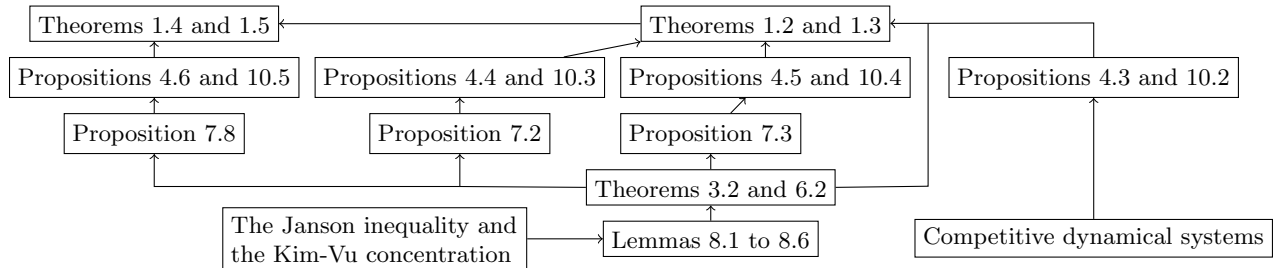 Theorems 1.4 and 1.5
Theorems 1.2 and 1.3
Propositions 4.6 and 10.5
Propositions 4.4 and 10.3
Propositions 4.5 and 10.4
Propositions 4.3 and 10.2
Proposition 7.8
Proposition 7.2
Proposition 7.3
Theorems 3.2 and 6.2
The Janson inequality and
the Kim-Vu concentration
Lemmas 8.1 to 8.6
Competitive dynamical systems